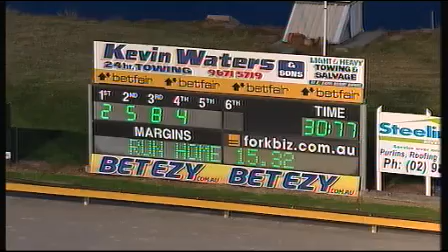 Kevin Waters & SONS
24hr. TOWING 9671 5719
LIGHT & HEAVY
TOWING &
SALVAGE
betfair betfair betfair betfair
1ST 2ND 3RD 4TH 5TH 6TH
2 5 8 4
TIME
30:77
MARGINS
RUN HOME
forkbiz.com.au
15.32
BETEZY.COM.AU BETEZY.COM.AU
Steeline
Purlins, Roofing
Ph: (02) 9